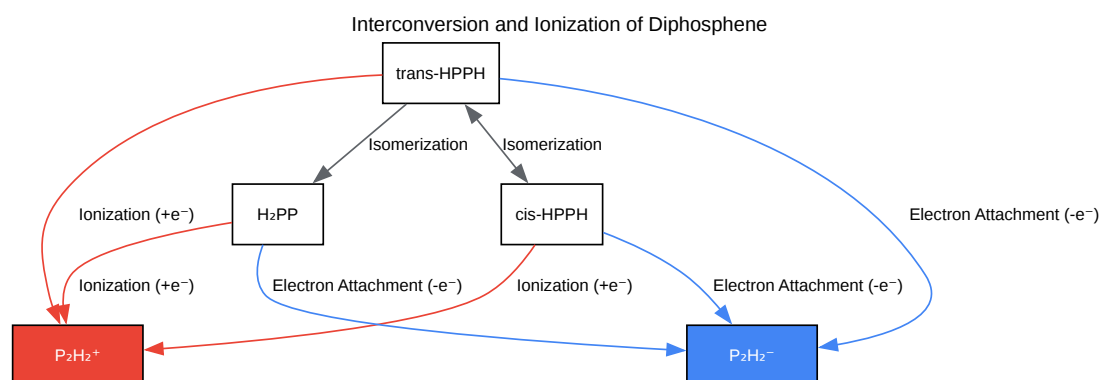 Interconversion and Ionization of Diphosphene
trans-HPPH
Isomerization
Isomerization
H₂PP
cis-HPPH
Ionization (+e⁻)
Electron Attachment (-e⁻)
Ionization (+e⁻)
Electron Attachment (-e⁻)
Ionization (+e⁻)
Electron Attachment (-e⁻)
P₂H₂⁺
P₂H₂⁻